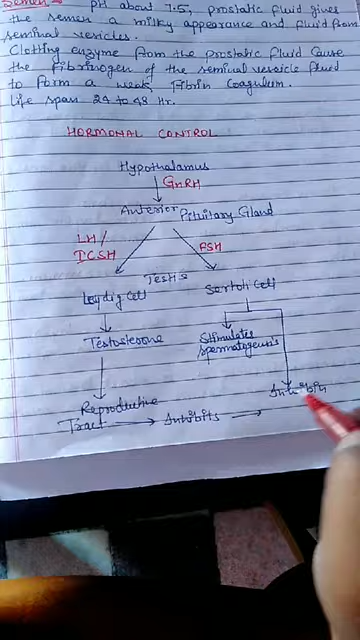 Semen → PH about 7.5, prostatic fluid gives
the semen a milky appearance and fluid from
seminal vesicles.
Clotting enzyme from the prostatic fluid cause
the fibrinogen of the seminal vesicle fluid
to form a weak, Fibrin coagulum.
Life span 24 to 48 Hr.
HORMONAL CONTROL
Hypothalamus
GnRH
Anterior Pituitary Gland
LH/
ICSH
FSH
Testis
Leydig Cell
Sertoli Cell
Testosterone
Stimulates
spermatogenesis
Inhibin
Reproductive
Tract → Inhibits →